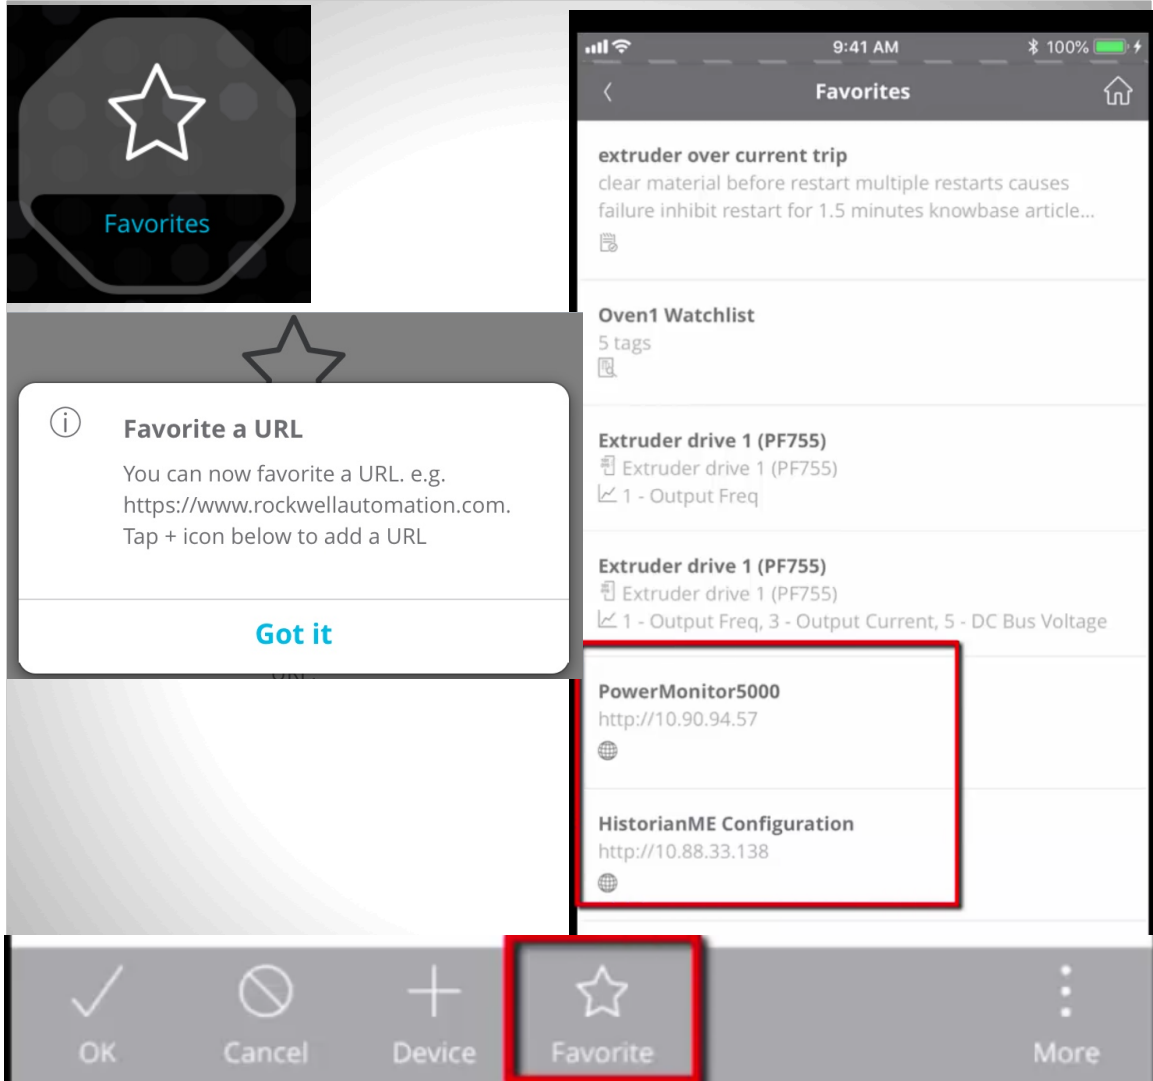 Favorites
Favorite a URL
You can now favorite a URL. e.g.
https://www.rockwellautomation.com.
Tap + icon below to add a URL
Got it
9:41 AM
100%
Favorites
extruder over current trip
clear material before restart multiple restarts causes
failure inhibit restart for 1.5 minutes knowbase article...
Oven1 Watchlist
5 tags
Extruder drive 1 (PF755)
Extruder drive 1 (PF755)
1 - Output Freq
Extruder drive 1 (PF755)
Extruder drive 1 (PF755)
1 - Output Freq, 3 - Output Current, 5 - DC Bus Voltage
PowerMonitor5000
http://10.90.94.57
HistorianME Configuration
http://10.88.33.138
OK
Cancel
Device
Favorite
More